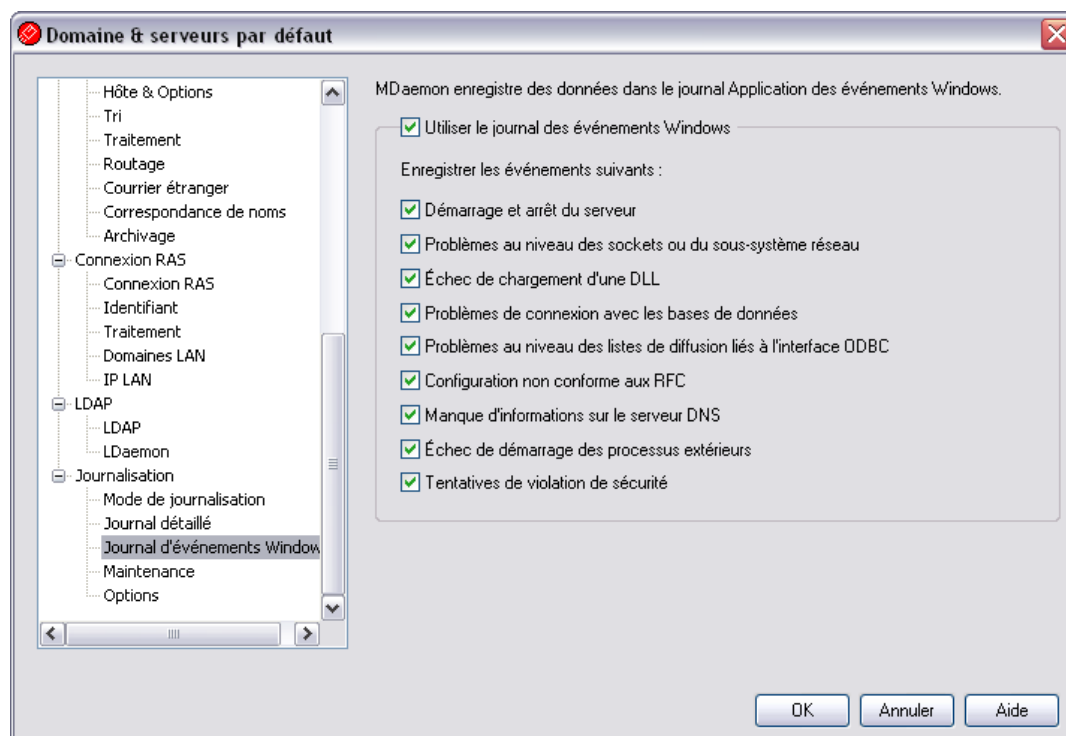 Domaine & serveurs par défaut
Hôte & Options
Tri
Traitement
Routage
Courrier étranger
Correspondance de noms
Archivage
Connexion RAS
Connexion RAS
Identifiant
Traitement
Domaines LAN
IP LAN
LDAP
LDAP
LDaemon
Journalisation
Mode de journalisation
Journal détaillé
Journal d'événements Window
Maintenance
Options
MDaemon enregistre des données dans le journal Application des événements Windows.
Utiliser le journal des événements Windows
Enregistrer les événements suivants :
Démarrage et arrêt du serveur
Problèmes au niveau des sockets ou du sous-système réseau
Échec de chargement d'une DLL
Problèmes de connexion avec les bases de données
Problèmes au niveau des listes de diffusion liés à l'interface ODBC
Configuration non conforme aux RFC
Manque d'informations sur le serveur DNS
Échec de démarrage des processus extérieurs
Tentatives de violation de sécurité
OK
Annuler
Aide